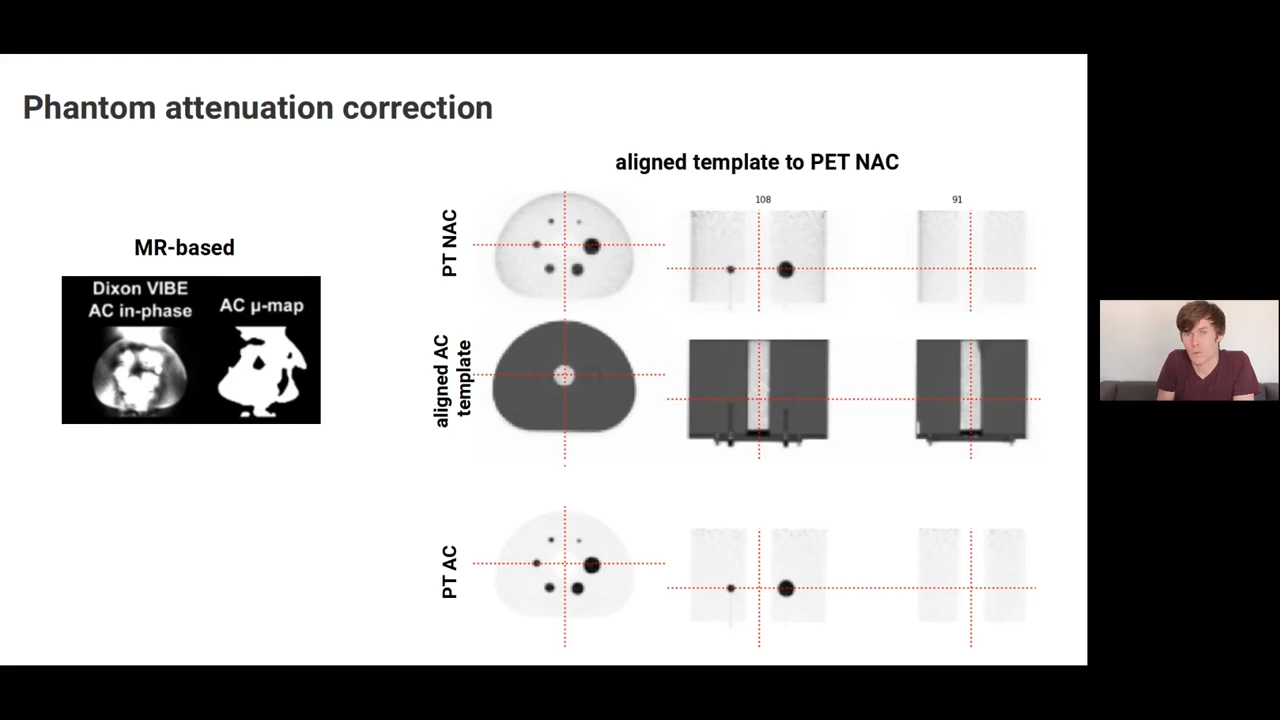 Phantom attenuation correction
MR-based
Dixon VIBE
AC in-phase
AC μ-map
aligned template to PET NAC
108
91
PT NAC
aligned AC
template
PT AC